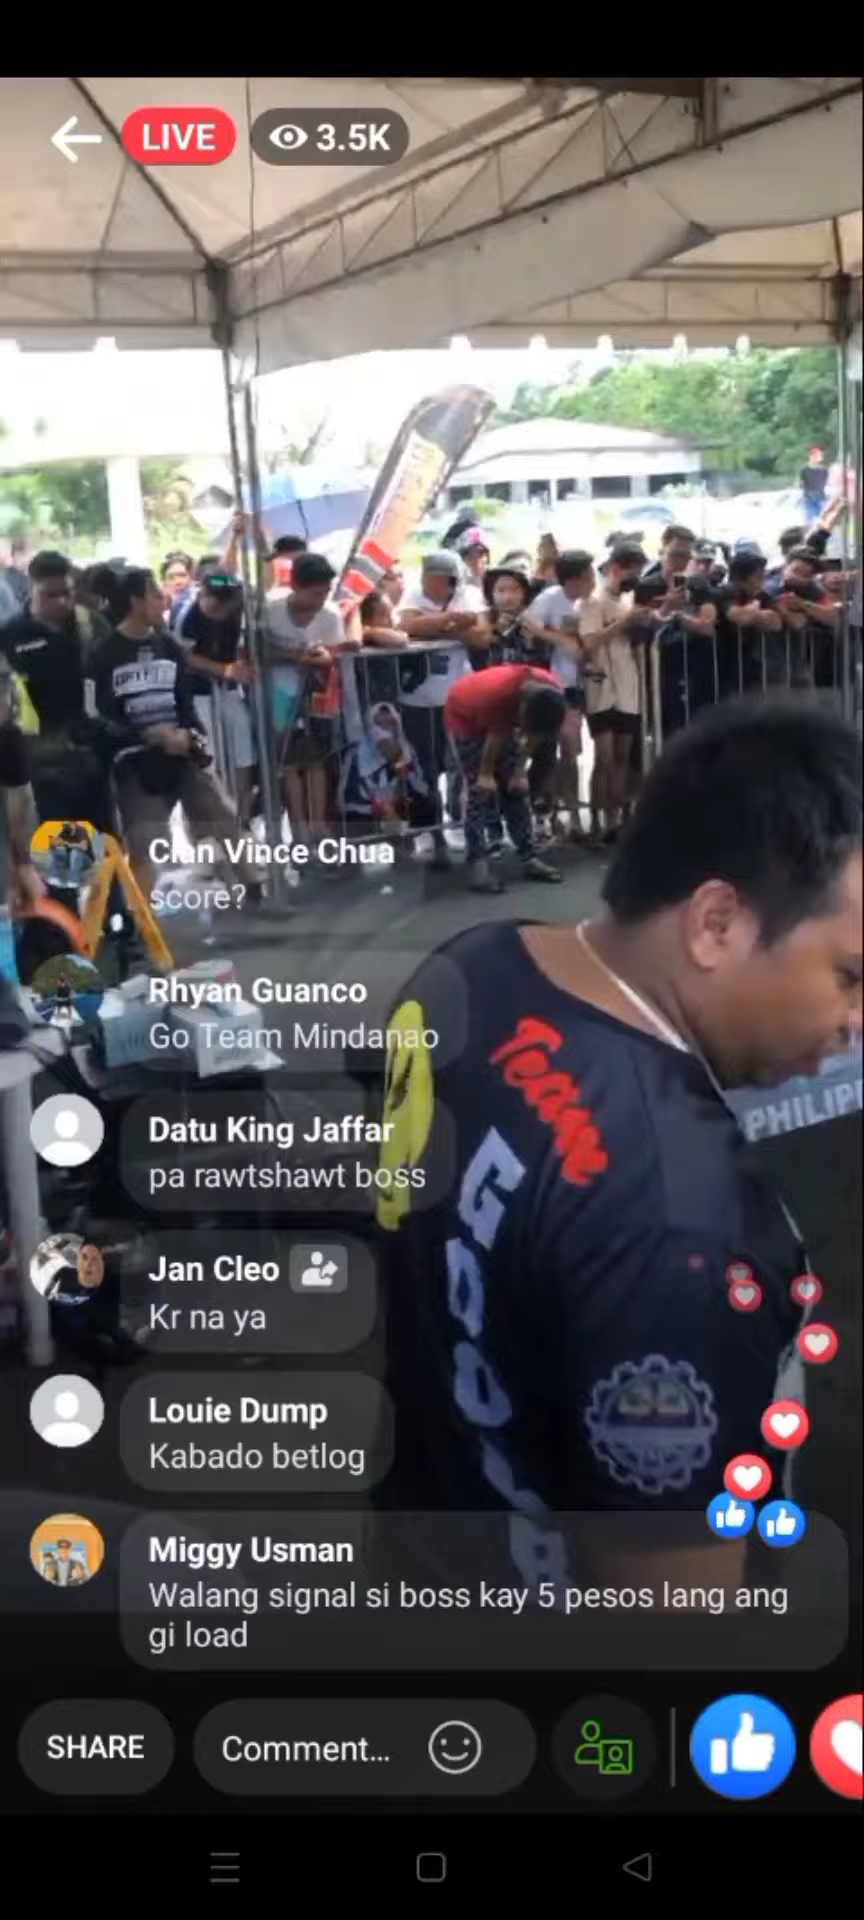 LIVE
3.5K
Cian Vince Chua
score?
Rhyan Guanco
Go Team Mindanao
Datu King Jaffar
pa rawtshawt boss
Jan Cleo
Kr na ya
Louie Dump
Kabado betlog
Miggy Usman
Walang signal si boss kay 5 pesos lang ang
gi load
SHARE
Comment...
Team